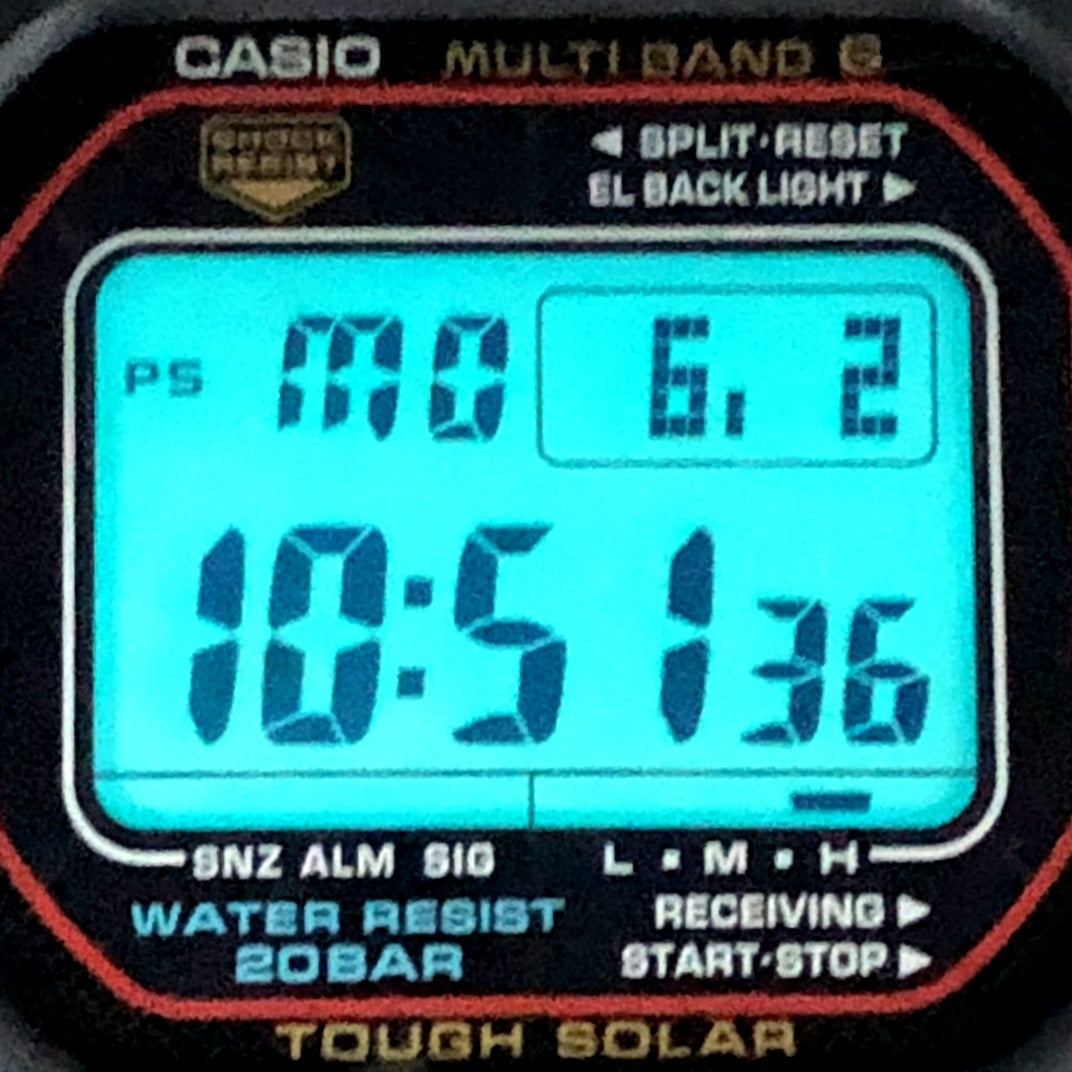 CASIO MULTI BAND 6
SHOCK RESIST
◀ SPLIT·RESET
EL BACK LIGHT ▶
PS MO 6, 2
10:51 36
SNZ ALM SIG L · M · H
WATER RESIST
20BAR
RECEIVING ▶
START·STOP ▶
TOUGH SOLAR